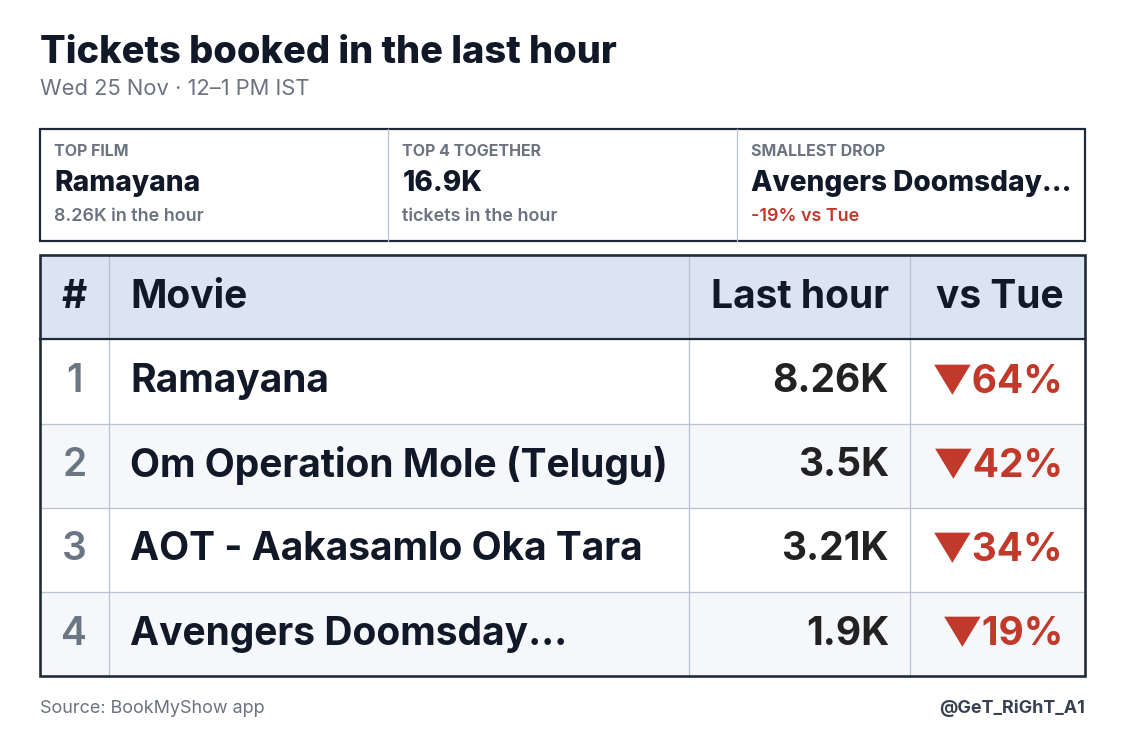 Tickets booked in the last hour
Wed 25 Nov · 12–1 PM IST
TOP FILM
Ramayana
8.26K in the hour
TOP 4 TOGETHER
16.9K
tickets in the hour
SMALLEST DROP
Avengers Doomsday...
-19% vs Tue
# Movie Last hour vs Tue
1 Ramayana 8.26K ▼64%
2 Om Operation Mole (Telugu) 3.5K ▼42%
3 AOT - Aakasamlo Oka Tara 3.21K ▼34%
4 Avengers Doomsday... 1.9K ▼19%
Source: BookMyShow app @GeT_RiGhT_A1